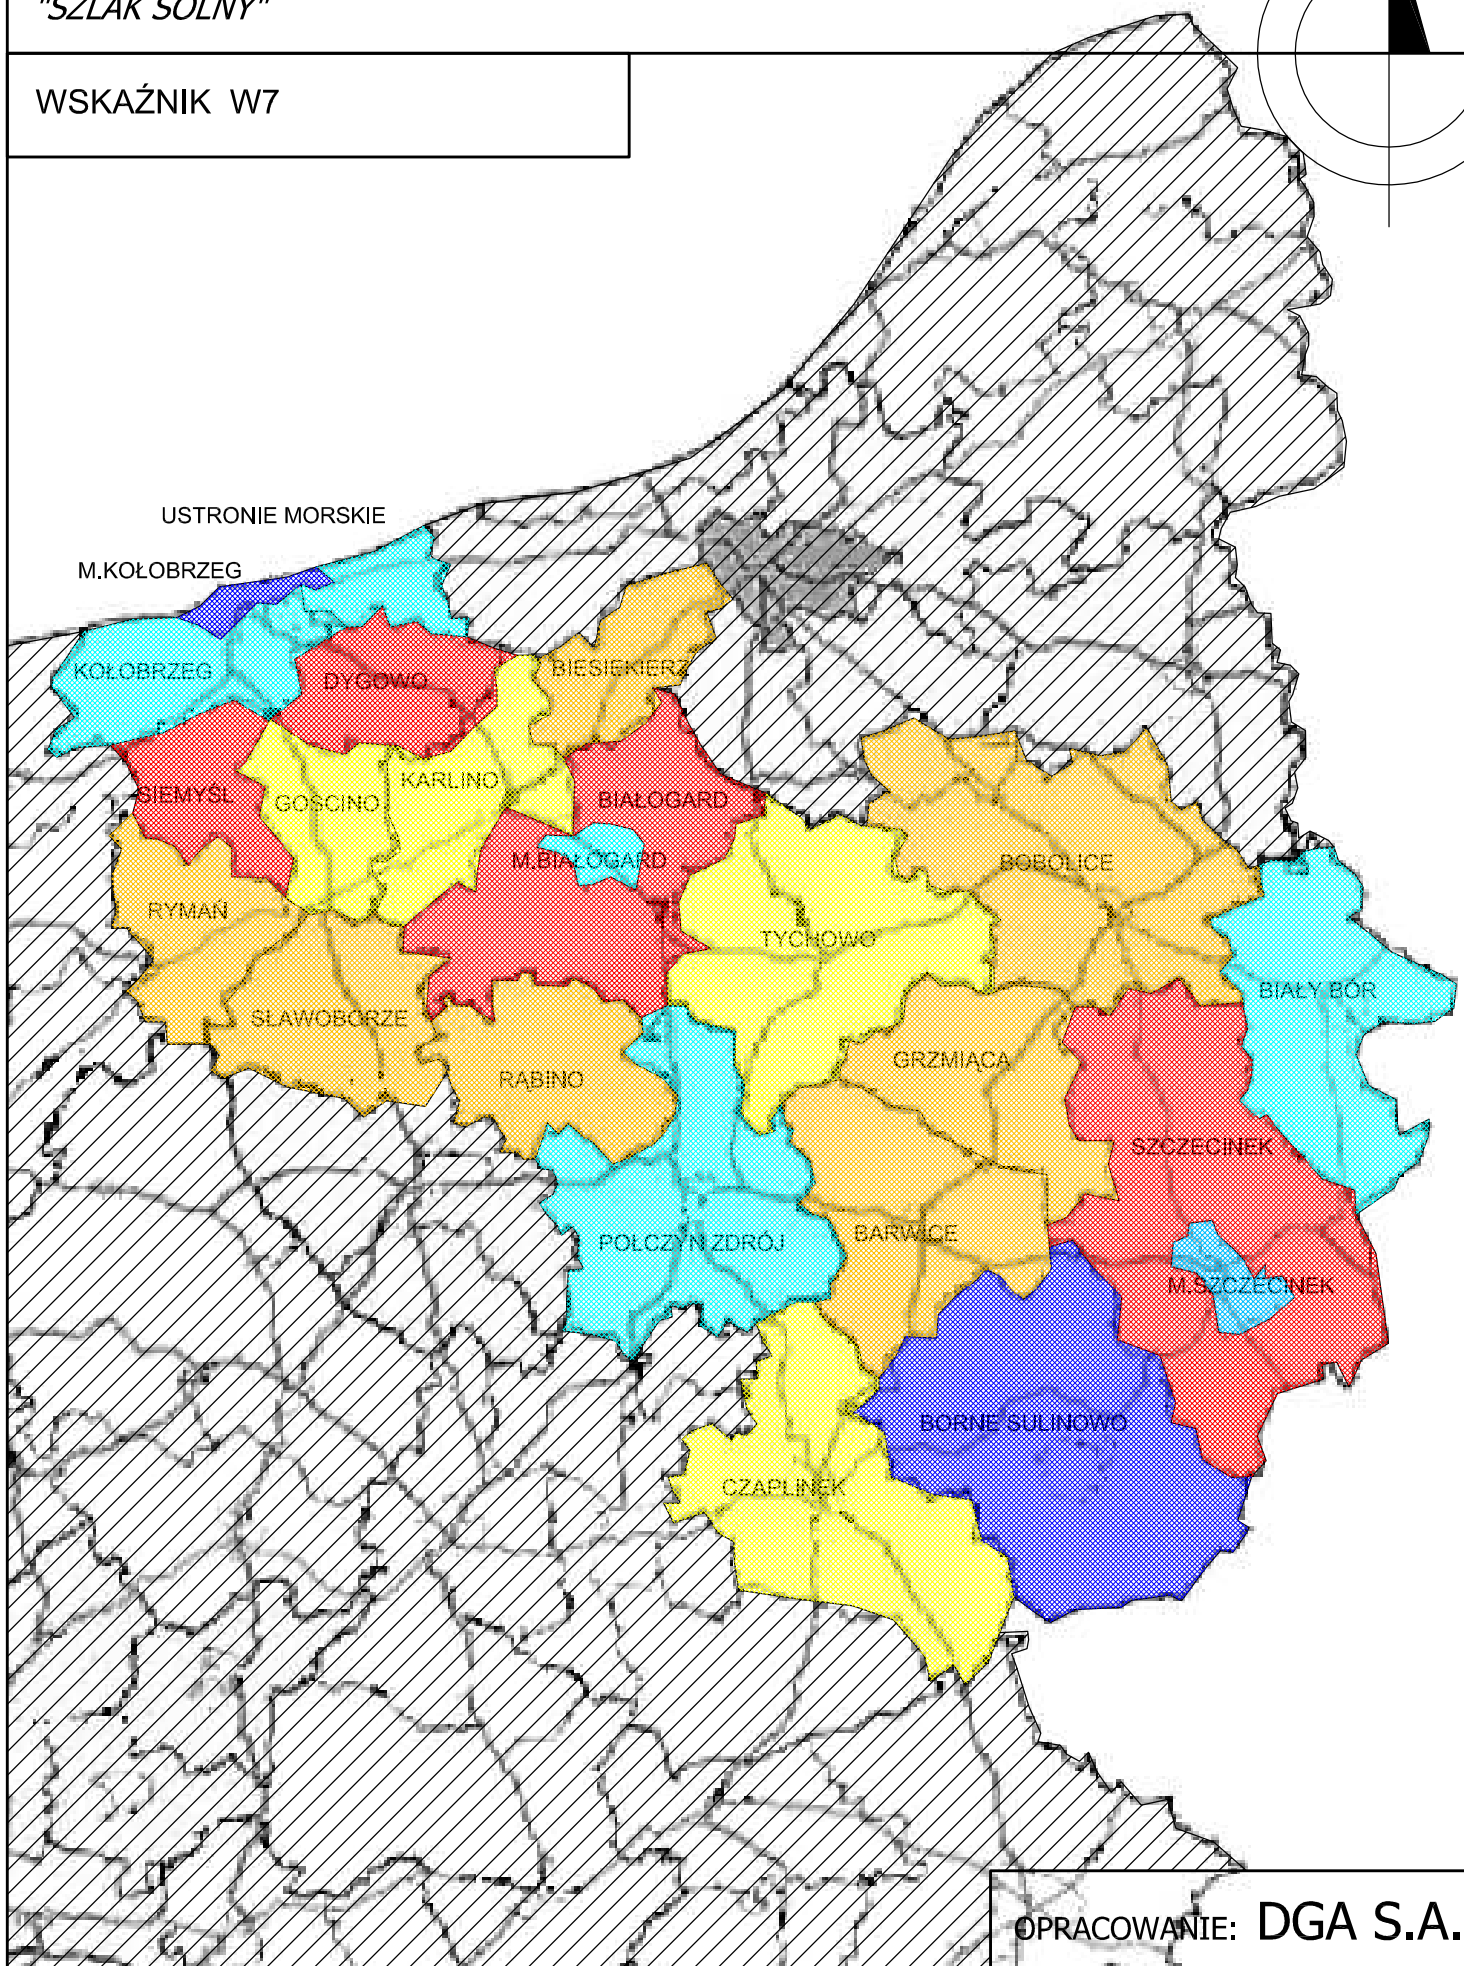 "SZLAK SOLNY"
WSKAŹNIK W7
USTRONIE MORSKIE
M.KOŁOBRZEG
KOŁOBRZEG
DYGOWO
BIESIEKIERZ
SIEMYŚL
GOŚCINO
KARLINO
BIAŁOGARD
M.BIAŁOGARD
BOBOLICE
RYMAŃ
TYCHOWO
BIAŁY BÓR
SŁAWOBORZE
RĄBINO
GRZMIĄCA
SZCZECINEK
POŁCZYN ZDRÓJ
BARWICE
M.SZCZECINEK
BORNE SULINOWO
CZAPLINEK
OPRACOWANIE: DGA S.A.